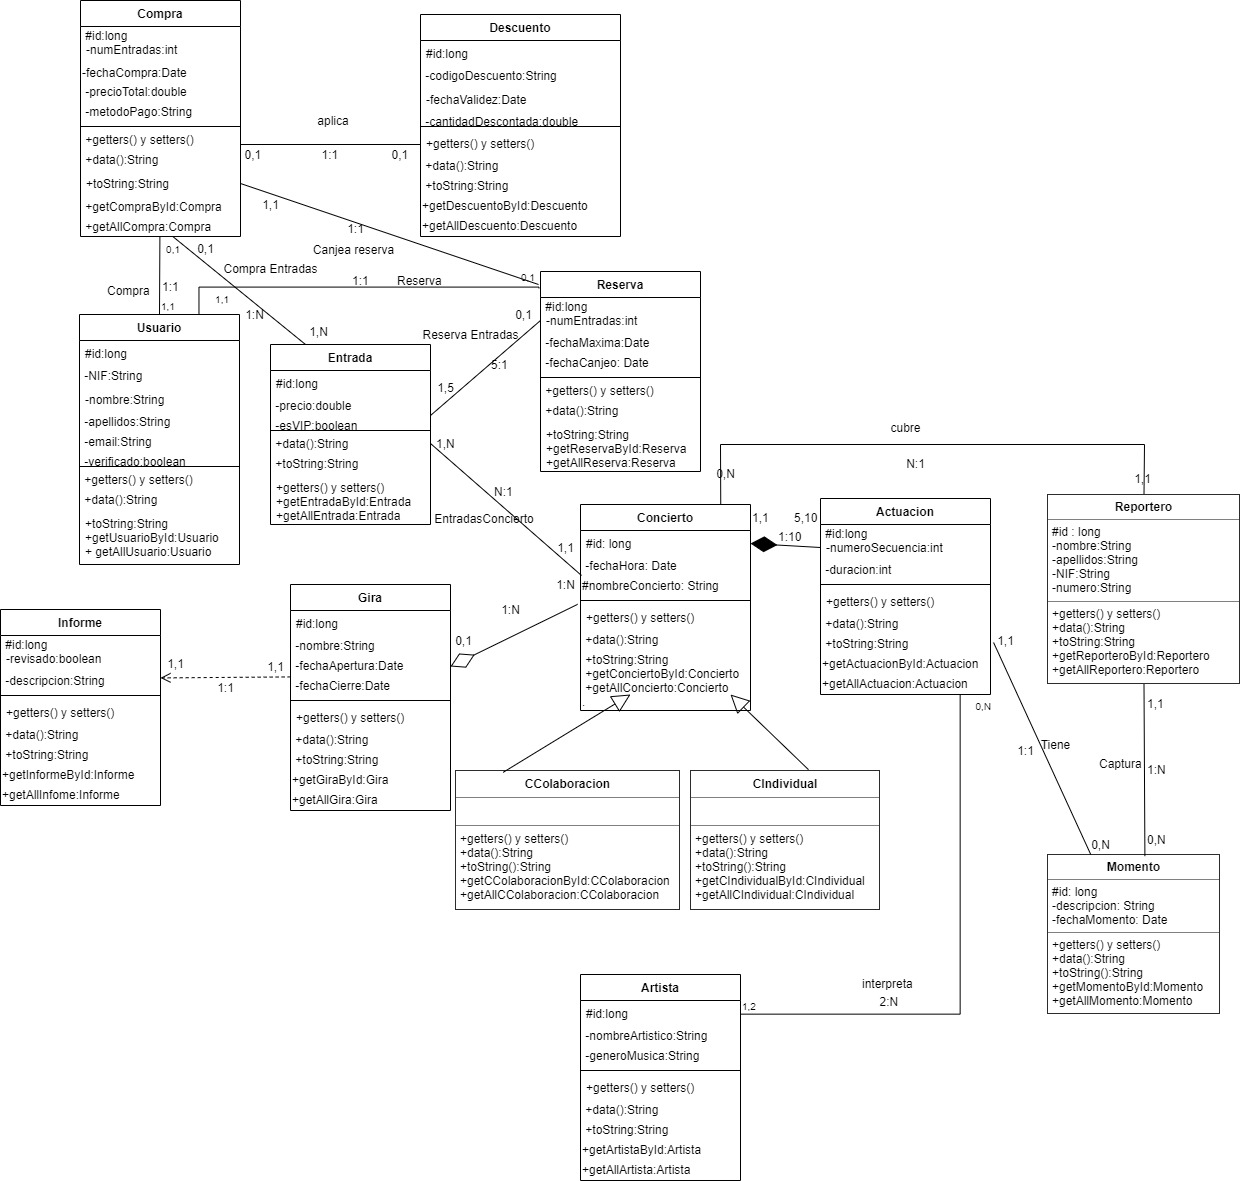 Compra
#id:long
-numEntradas:int
-fechaCompra:Date
-precioTotal:double
-metodoPago:String
+getters() y setters()
+data():String
+toString:String
+getCompraById:Compra
+getAllCompra:Compra
Descuento
#id:long
-codigoDescuento:String
-fechaValidez:Date
-cantidadDescontada:double
+getters() y setters()
+data():String
+toString:String
+getDescuentoById:Descuento
+getAllDescuento:Descuento
aplica
0,1
1:1
0,1
1,1
1:1
Canjea reserva
0,1
0,1
0,1
Compra Entradas
Compra
1:1
1,1
1,1
1:1
Reserva
1:N
1,N
Reserva Entradas
0,1
5:1
1,5
Usuario
#id:long
-NIF:String
-nombre:String
-apellidos:String
-email:String
-verificado:boolean
+getters() y setters()
+data():String
+toString:String
+getUsuarioById:Usuario
+ getAllUsuario:Usuario
Entrada
#id:long
-precio:double
-esVIP:boolean
+data():String
+toString:String
+getters() y setters()
+getEntradaById:Entrada
+getAllEntrada:Entrada
Reserva
#id:long
-numEntradas:int
-fechaMaxima:Date
-fechaCanjeo: Date
+getters() y setters()
+data():String
+toString:String
+getReservaById:Reserva
+getAllReserva:Reserva
1,N
N:1
EntradasConcierto
1,1
cubre
0,N
N:1
1,1
Concierto
#id: long
-fechaHora: Date
#nombreConcierto: String
+getters() y setters()
+data():String
+toString:String
+getConciertoById:Concierto
+getAllConcierto:Concierto
.
1,1
5,10
1:10
Actuacion
#id:long
-numeroSecuencia:int
-duracion:int
+getters() y setters()
+data():String
+toString:String
+getActuacionById:Actuacion
+getAllActuacion:Actuacion
Reportero
#id : long
-nombre:String
-apellidos:String
-NIF:String
-numero:String
+getters() y setters()
+data():String
+toString:String
+getReporteroById:Reportero
+getAllReportero:Reportero
Informe
#id:long
-revisado:boolean
-descripcion:String
+getters() y setters()
+data():String
+toString:String
+getInformeById:Informe
+getAllInfome:Informe
1,1
1:1
1,1
Gira
#id:long
-nombre:String
-fechaApertura:Date
-fechaCierre:Date
+getters() y setters()
+data():String
+toString:String
+getGiraById:Gira
+getAllGira:Gira
0,1
1:N
1:N
CColaboracion
+getters() y setters()
+data():String
+toString():String
+getCColaboracionById:CColaboracion
+getAllCColaboracion:CColaboracion
CIndividual
+getters() y setters()
+data():String
+toString():String
+getCIndividualById:CIndividual
+getAllCIndividual:CIndividual
1,1
1:1
Tiene
0,N
1,1
Captura
1:N
0,N
0,N
interpreta
2:N
1,2
Momento
#id: long
-descripcion: String
-fechaMomento: Date
+getters() y setters()
+data():String
+toString():String
+getMomentoById:Momento
+getAllMomento:Momento
Artista
#id:long
-nombreArtistico:String
-generoMusica:String
+getters() y setters()
+data():String
+toString:String
+getArtistaById:Artista
+getAllArtista:Artista